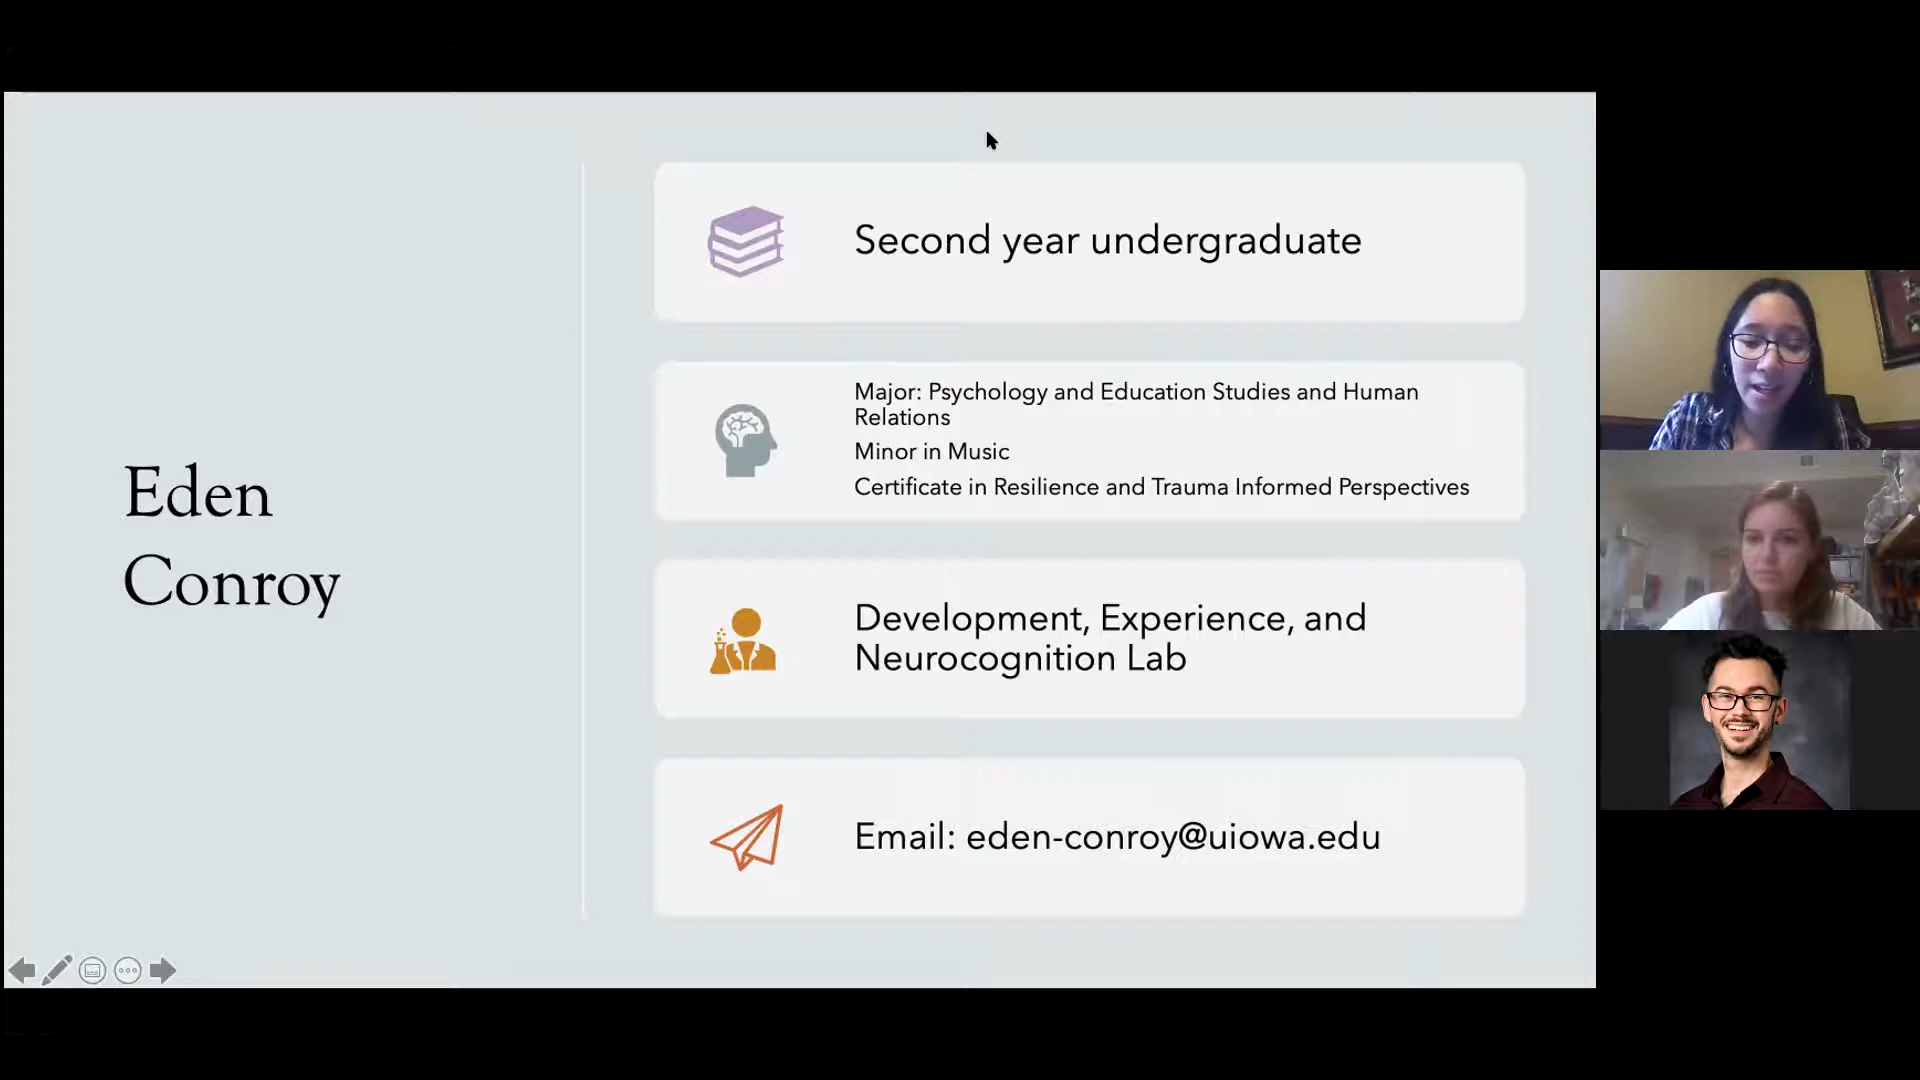 Eden
Conroy
Second year undergraduate
Major: Psychology and Education Studies and Human
Relations
Minor in Music
Certificate in Resilience and Trauma Informed Perspectives
Development, Experience, and
Neurocognition Lab
Email: eden-conroy@uiowa.edu